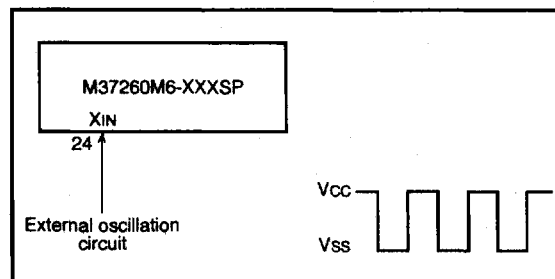 M37260M6-XXXSP
XIN
24
External oscillation
circuit
VCC
VSS